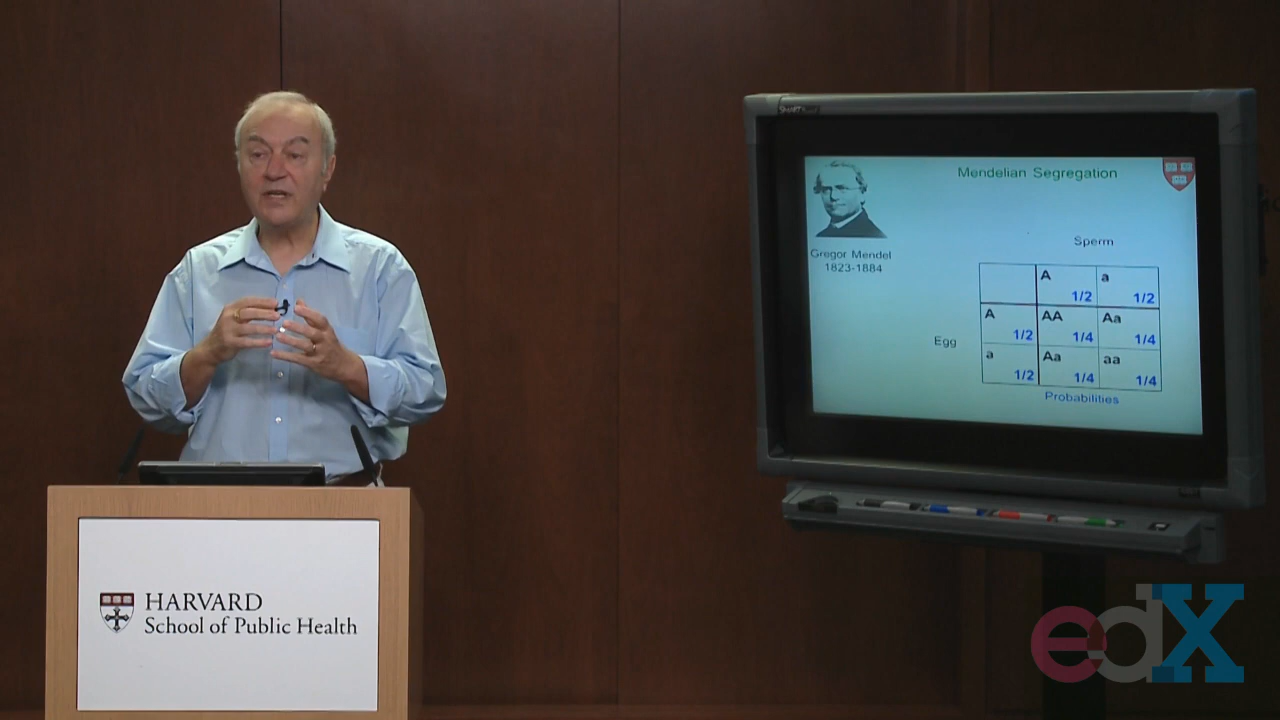 HARVARD
School of Public Health
Mendelian Segregation
Gregor Mendel
1823-1884
Sperm
A 1/2 a 1/2
A 1/2 AA 1/4 Aa 1/4
Egg
a 1/2 Aa 1/4 aa 1/4
Probabilities
edX